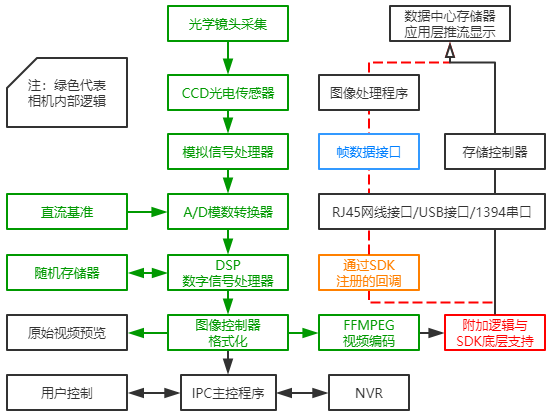 光学镜头采集
数据中心存储器
应用层推流显示
注：绿色代表
相机内部逻辑
CCD光电传感器
图像处理程序
模拟信号处理器
帧数据接口
存储控制器
直流基准
A/D模数转换器
RJ45网线接口/USB接口/1394串口
随机存储器
DSP
数字信号处理器
通过SDK
注册的回调
原始视频预览
图像控制器
格式化
FFMPEG
视频编码
附加逻辑与
SDK底层支持
用户控制
IPC主控程序
NVR